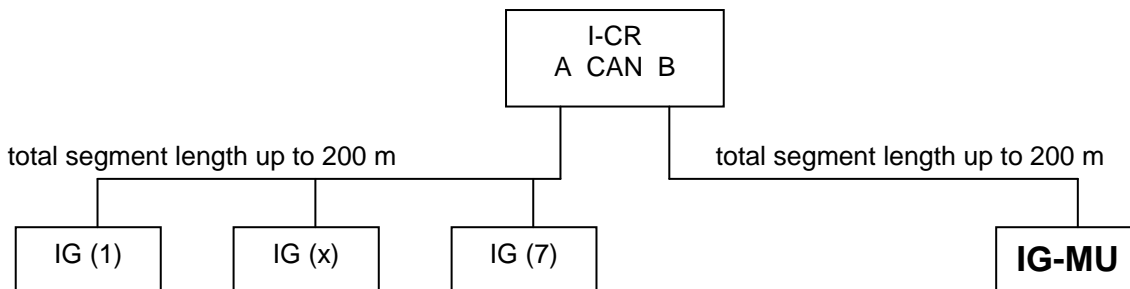 I-CR
A CAN B
total segment length up to 200 m
total segment length up to 200 m
IG (1)
IG (x)
IG (7)
IG-MU